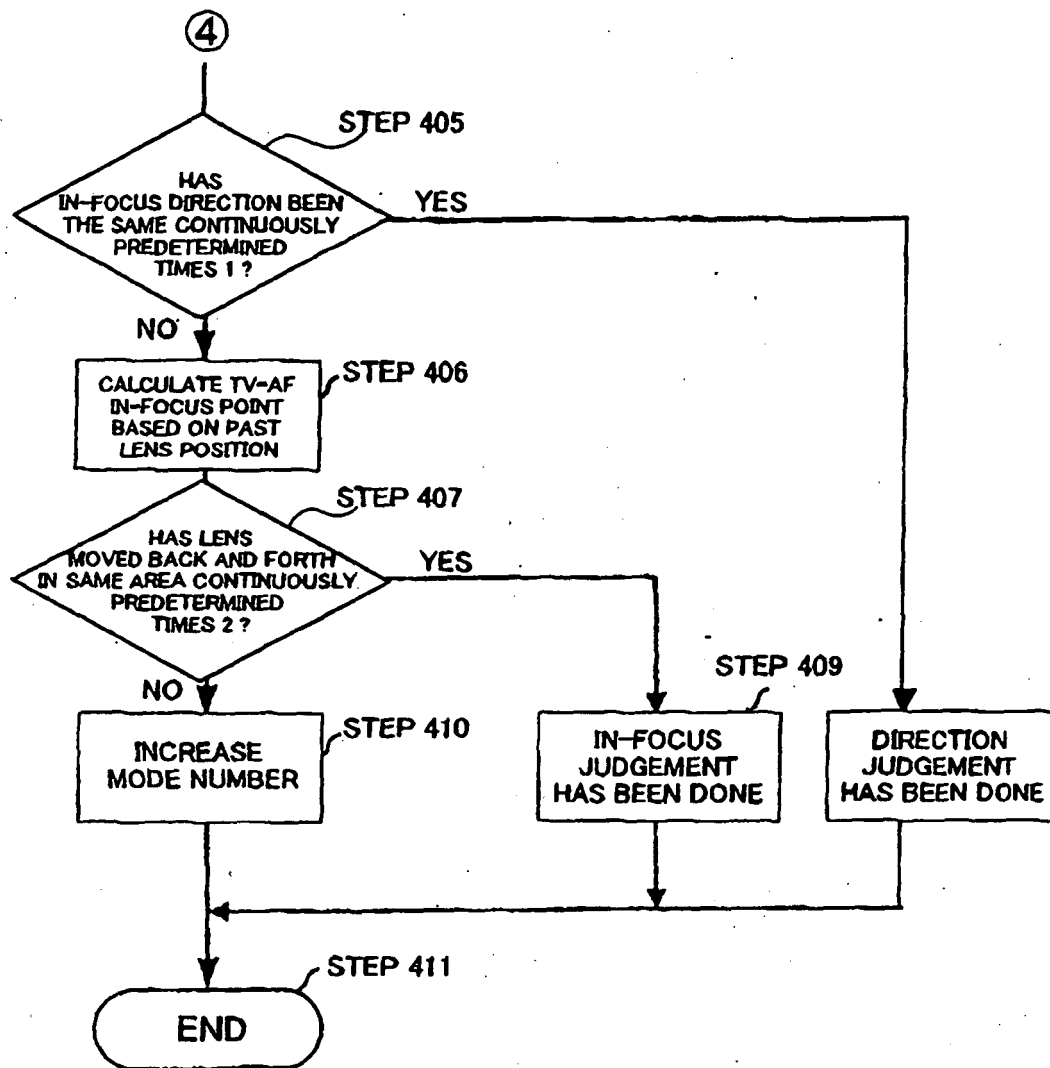 ④
STEP 405
HAS
IN-FOCUS DIRECTION BEEN
THE SAME CONTINUOUSLY
PREDETERMINED
TIMES 1 ?
YES
NO
STEP 406
CALCULATE TV-AF
IN-FOCUS POINT
BASED ON PAST
LENS POSITION
STEP 407
HAS LENS
MOVED BACK AND FORTH
IN SAME AREA CONTINUOUSLY
PREDETERMINED
TIMES 2 ?
YES
NO
STEP 410
INCREASE
MODE NUMBER
STEP 409
IN-FOCUS
JUDGEMENT
HAS BEEN DONE
DIRECTION
JUDGEMENT
HAS BEEN DONE
STEP 411
END